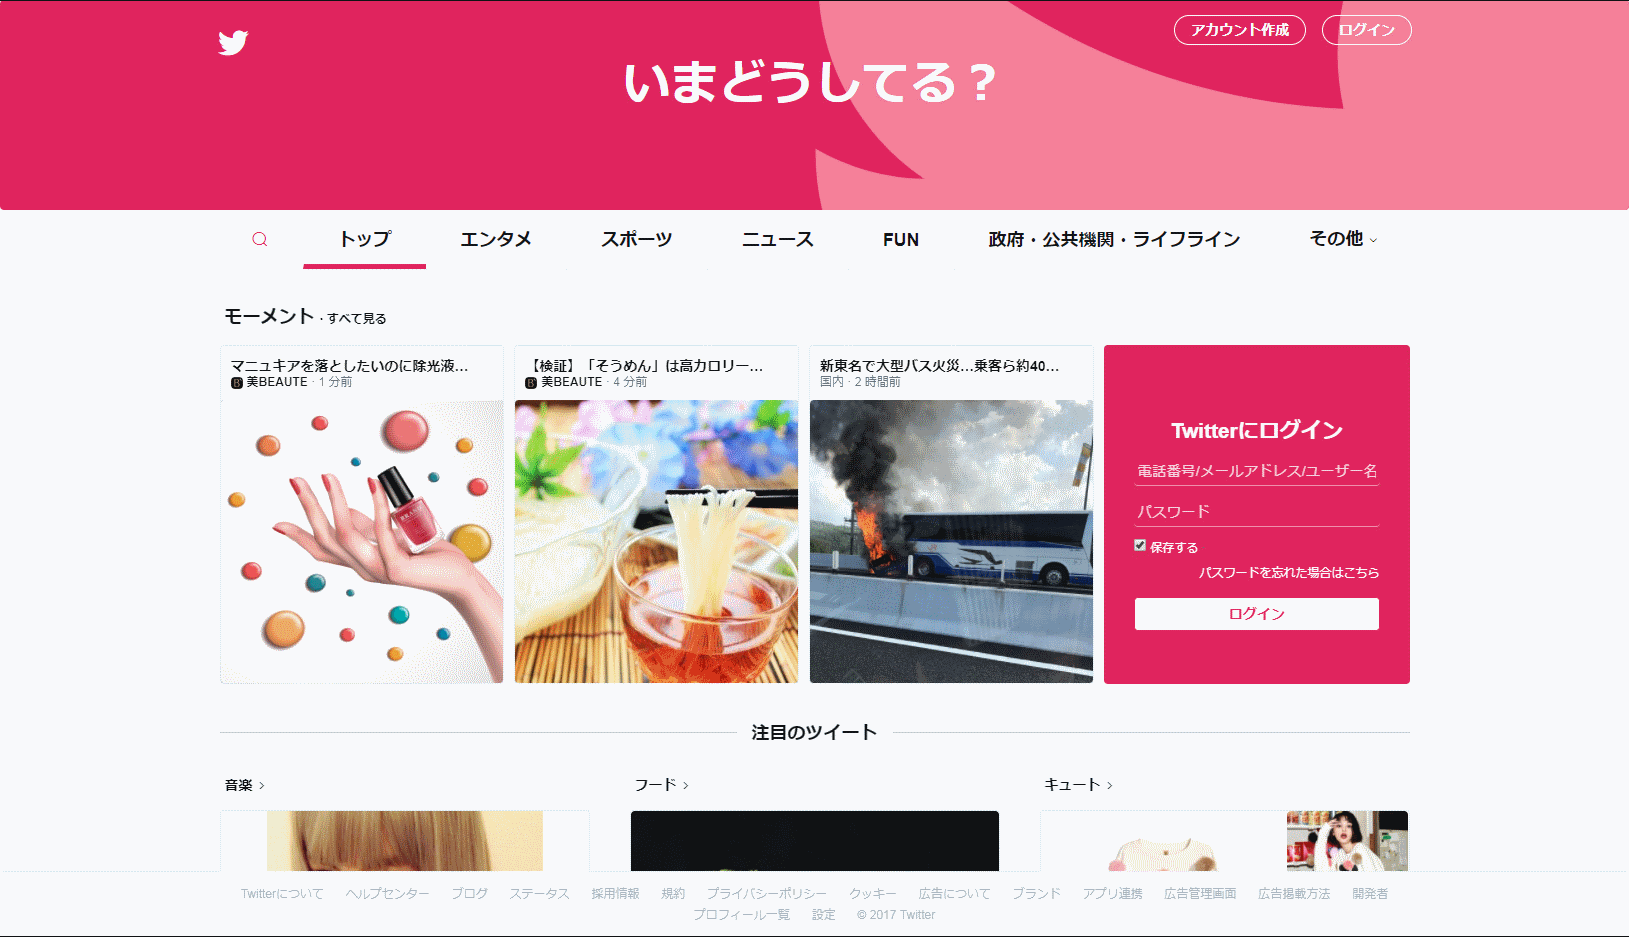 アカウント作成 ログイン
いまどうしてる？
トップ エンタメ スポーツ ニュース FUN 政府・公共機関・ライフライン その他
モーメント · すべて見る
マニュキアを落としたいのに除光液…
美BEAUTE · 1 分前
【検証】「そうめん」は高カロリー…
美BEAUTE · 4 分前
新東名で大型バス火災…乗客ら約40…
国内 · 2 時間前
Twitterにログイン
電話番号/メールアドレス/ユーザー名
パスワード
保存する
パスワードを忘れた場合はこちら
ログイン
注目のツイート
音楽
フード
キュート
Twitterについて ヘルプセンター ブログ ステータス 採用情報 規約 プライバシーポリシー クッキー 広告について ブランド アプリ連携 広告管理画面 広告掲載方法 開発者
プロフィール一覧 設定 © 2017 Twitter